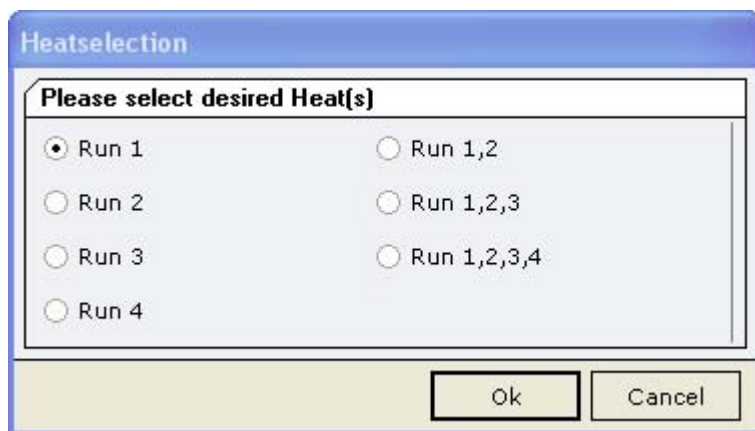 Heatselection
Please select desired Heat(s)
Run 1
Run 1,2
Run 2
Run 1,2,3
Run 3
Run 1,2,3,4
Run 4
Ok
Cancel